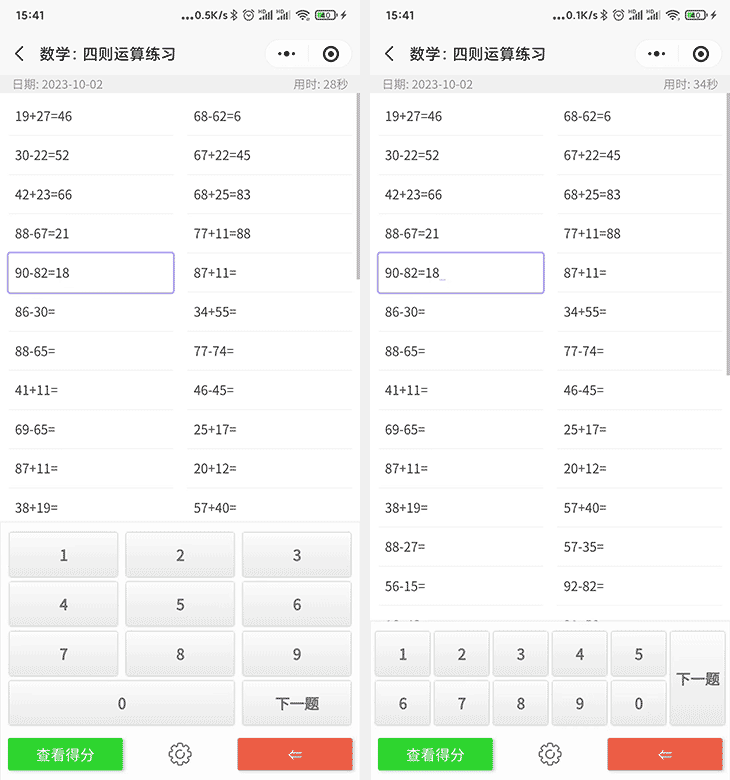 15:41 ...0.5K/s HD HD 40
数学：四则运算练习
日期: 2023-10-02 用时: 28秒
19+27=46 68-62=6
30-22=52 67+22=45
42+23=66 68+25=83
88-67=21 77+11=88
90-82=18 87+11=
86-30= 34+55=
88-65= 77-74=
41+11= 46-45=
69-65= 25+17=
87+11= 20+12=
38+19= 57+40=
1 2 3
4 5 6
7 8 9
0 下一题
查看得分
15:41 ...0.1K/s HD HD 40
数学：四则运算练习
日期: 2023-10-02 用时: 34秒
19+27=46 68-62=6
30-22=52 67+22=45
42+23=66 68+25=83
88-67=21 77+11=88
90-82=18_ 87+11=
86-30= 34+55=
88-65= 77-74=
41+11= 46-45=
69-65= 25+17=
87+11= 20+12=
38+19= 57+40=
88-27= 57-35=
56-15= 92-82=
1 2 3 4 5 下一题
6 7 8 9 0
查看得分